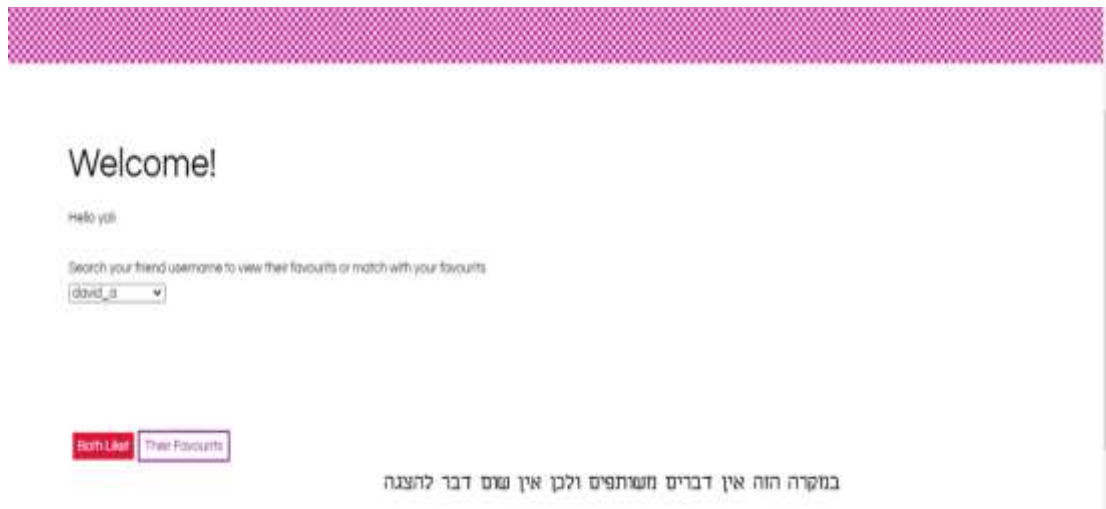 Welcome!
Hello yoli
Search your friend username to view their favourits or match with your favourits
david_a
Both Like! Their Favourits
במקרה הזה אין דברים משותפים ולכן אין שום דבר להצגה